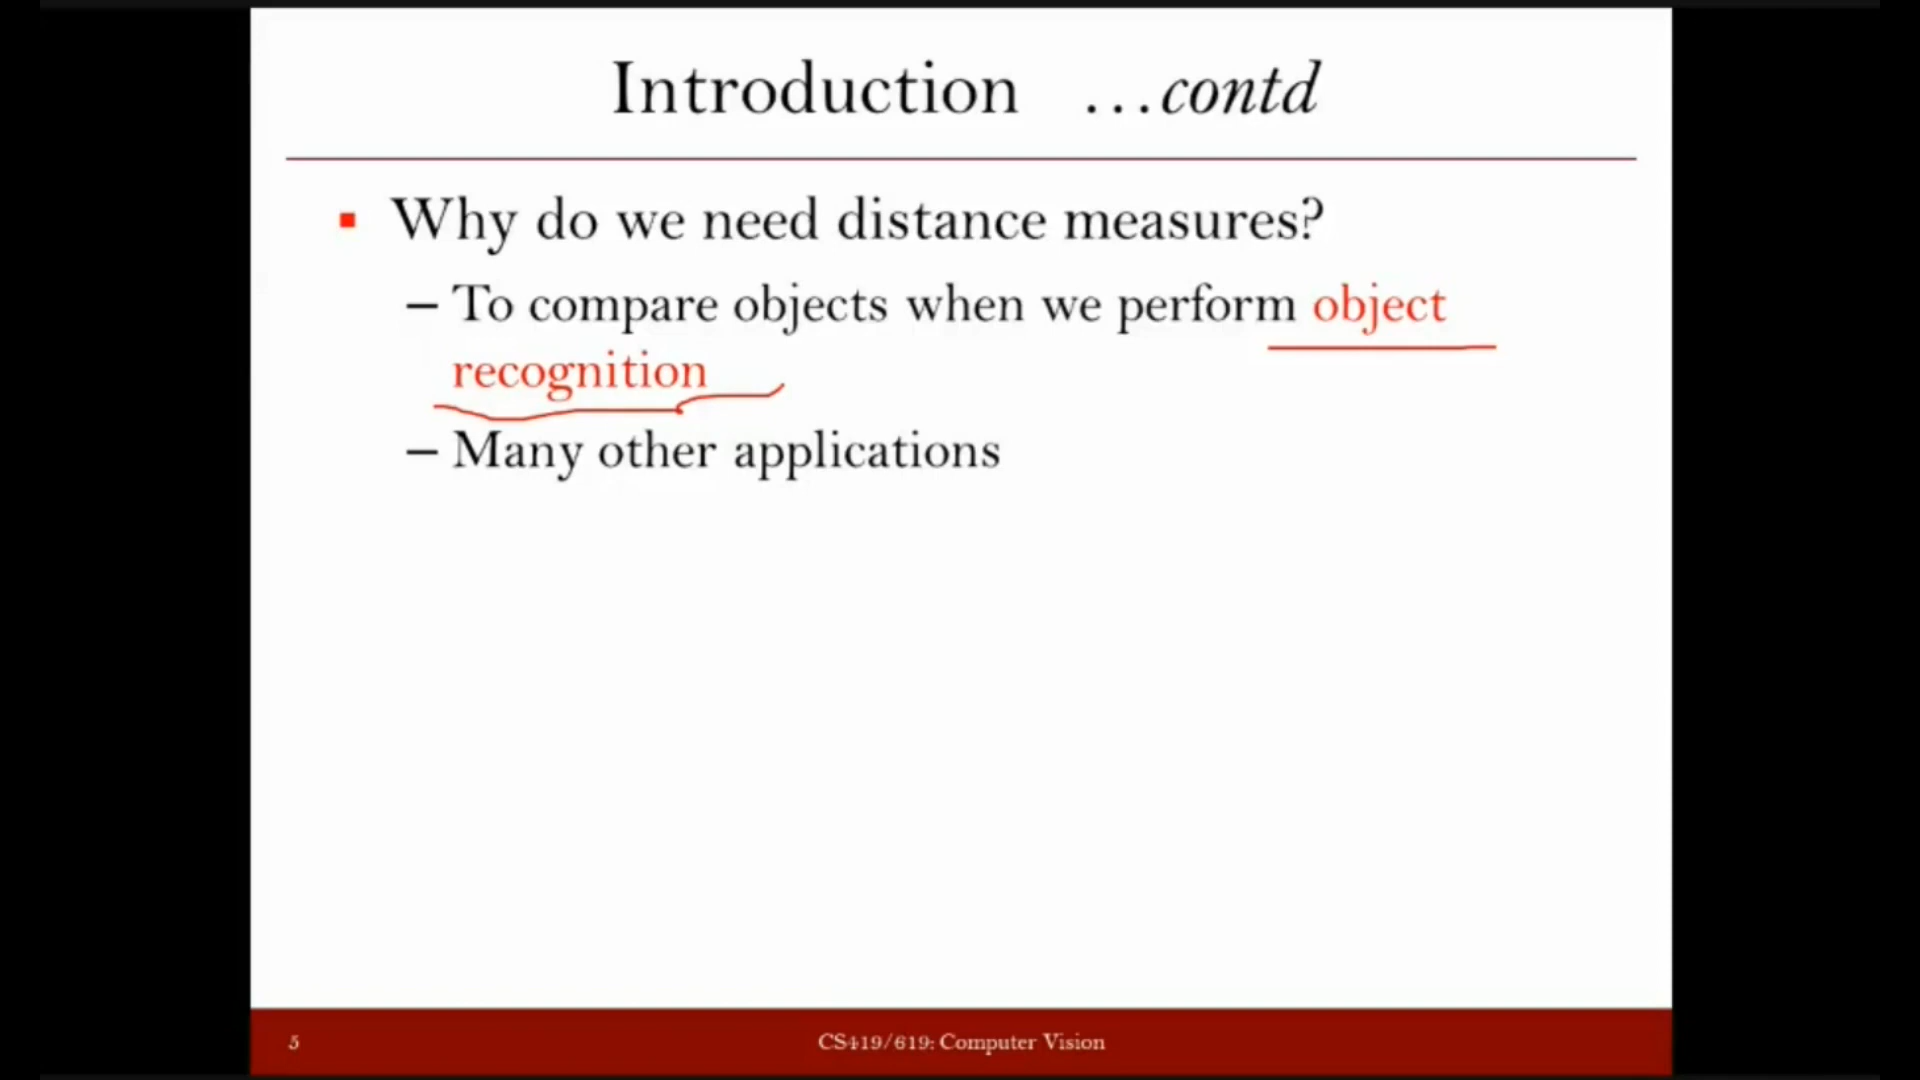 Introduction ...contd
▪ Why do we need distance measures?
– To compare objects when we perform object
recognition
– Many other applications
5
CS419/619: Computer Vision